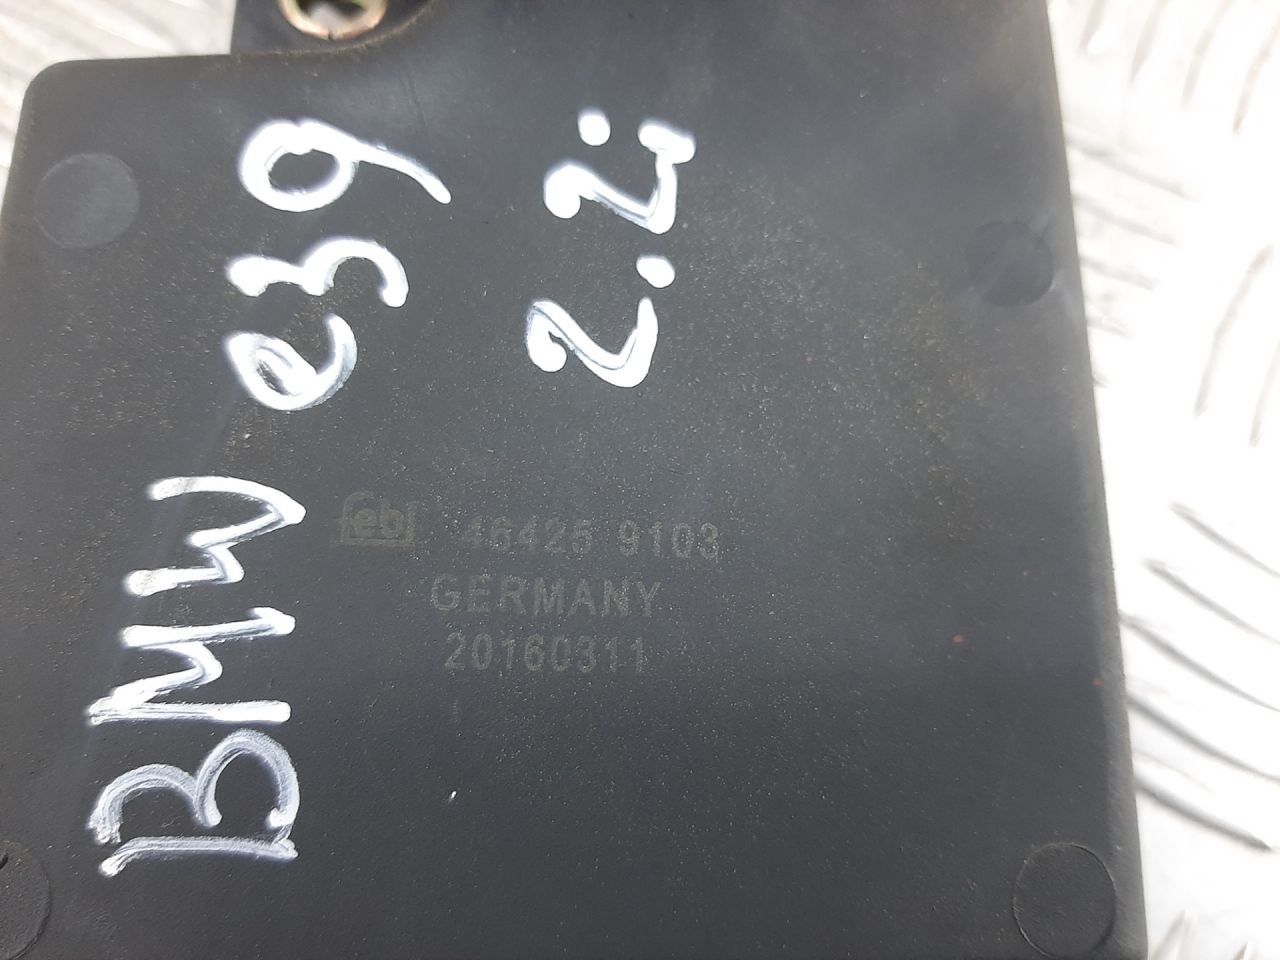 BMW e39
2.2i
febi 46425 9103
GERMANY
20160311